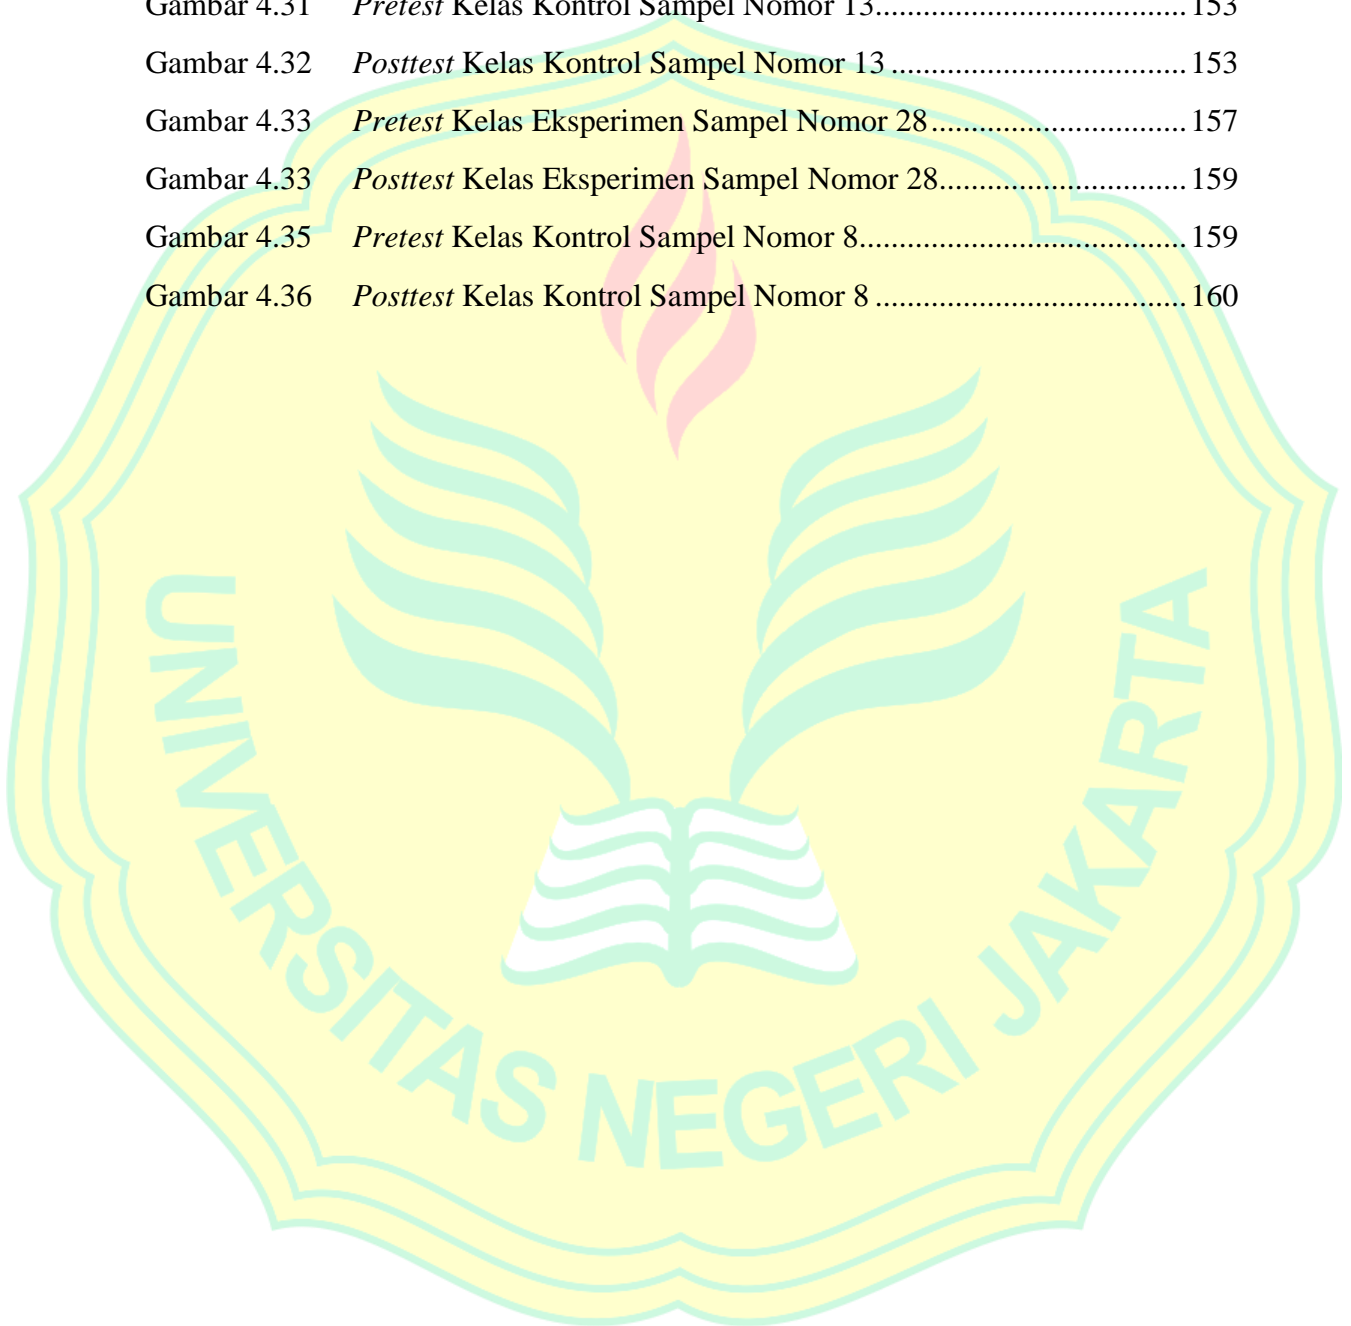 Gambar 4.31 Pretest Kelas Kontrol Sampel Nomor 13.......................................153
Gambar 4.32 Posttest Kelas Kontrol Sampel Nomor 13.....................................153
Gambar 4.33 Pretest Kelas Eksperimen Sampel Nomor 28................................157
Gambar 4.33 Posttest Kelas Eksperimen Sampel Nomor 28...............................159
Gambar 4.35 Pretest Kelas Kontrol Sampel Nomor 8.........................................159
Gambar 4.36 Posttest Kelas Kontrol Sampel Nomor 8.......................................160
UNIVERSITAS NEGERI JAKARTA